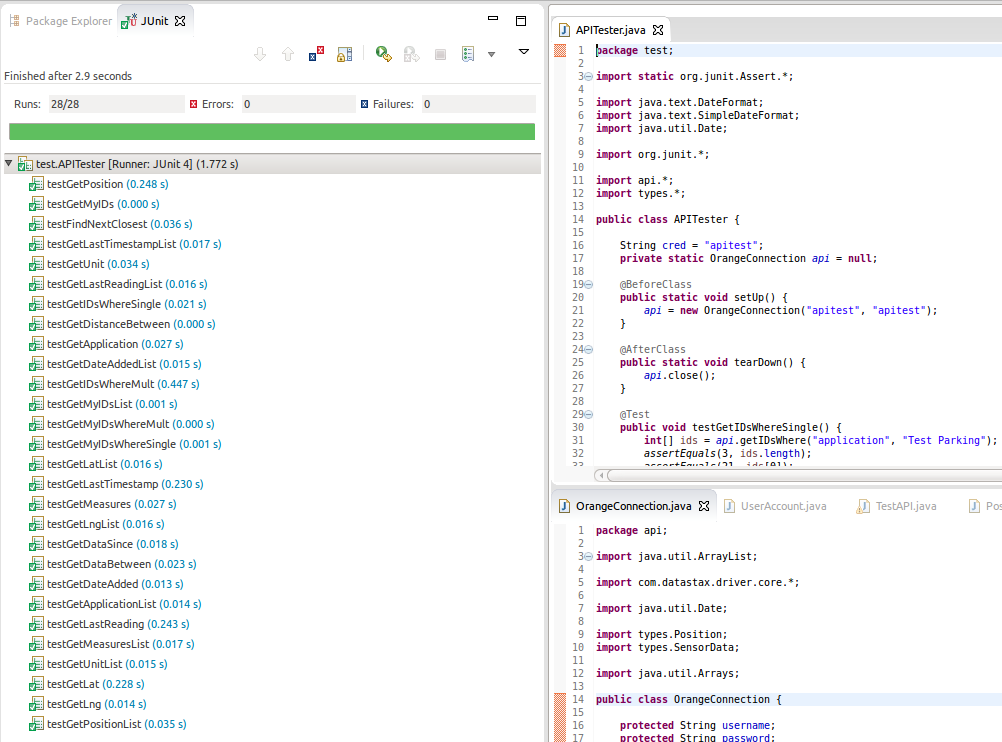 Package Explorer
JUnit
Finished after 2.9 seconds
Runs: 28/28 Errors: 0 Failures: 0
test.APITester [Runner: JUnit 4] (1.772 s)
testGetPosition (0.248 s)
testGetMyIDs (0.000 s)
testFindNextClosest (0.036 s)
testGetLastTimestampList (0.017 s)
testGetUnit (0.034 s)
testGetLastReadingList (0.016 s)
testGetIDsWhereSingle (0.021 s)
testGetDistanceBetween (0.000 s)
testGetApplication (0.027 s)
testGetDateAddedList (0.015 s)
testGetIDsWhereMult (0.447 s)
testGetMyIDsList (0.001 s)
testGetMyIDsWhereMult (0.000 s)
testGetMyIDsWhereSingle (0.001 s)
testGetLatList (0.016 s)
testGetLastTimestamp (0.230 s)
testGetMeasures (0.027 s)
testGetLngList (0.016 s)
testGetDataSince (0.018 s)
testGetDataBetween (0.023 s)
testGetDateAdded (0.013 s)
testGetApplicationList (0.014 s)
testGetLastReading (0.243 s)
testGetMeasuresList (0.017 s)
testGetUnitList (0.015 s)
testGetLat (0.228 s)
testGetLng (0.014 s)
testGetPositionList (0.035 s)
APITester.java
1 package test;
2
3 import static org.junit.Assert.*;
4
5 import java.text.DateFormat;
6 import java.text.SimpleDateFormat;
7 import java.util.Date;
8
9 import org.junit.*;
10
11 import api.*;
12 import types.*;
13
14 public class APITester {
15
16 String cred = "apitest";
17 private static OrangeConnection api = null;
18
19 @BeforeClass
20 public static void setUp() {
21 api = new OrangeConnection("apitest", "apitest");
22 }
23
24 @AfterClass
25 public static void tearDown() {
26 api.close();
27 }
28
29 @Test
30 public void testGetIDsWhereSingle() {
31 int[] ids = api.getIDsWhere("application", "Test Parking");
32 assertEquals(3, ids.length);
33 assertEquals(21, ids[0]);
OrangeConnection.java UserAccount.java TestAPI.java Pos
1 package api;
2
3 import java.util.ArrayList;
4
5 import com.datastax.driver.core.*;
6
7 import java.util.Date;
8
9 import types.Position;
10 import types.SensorData;
11
12 import java.util.Arrays;
13
14 public class OrangeConnection {
15
16 protected String username;
17 protected String password;